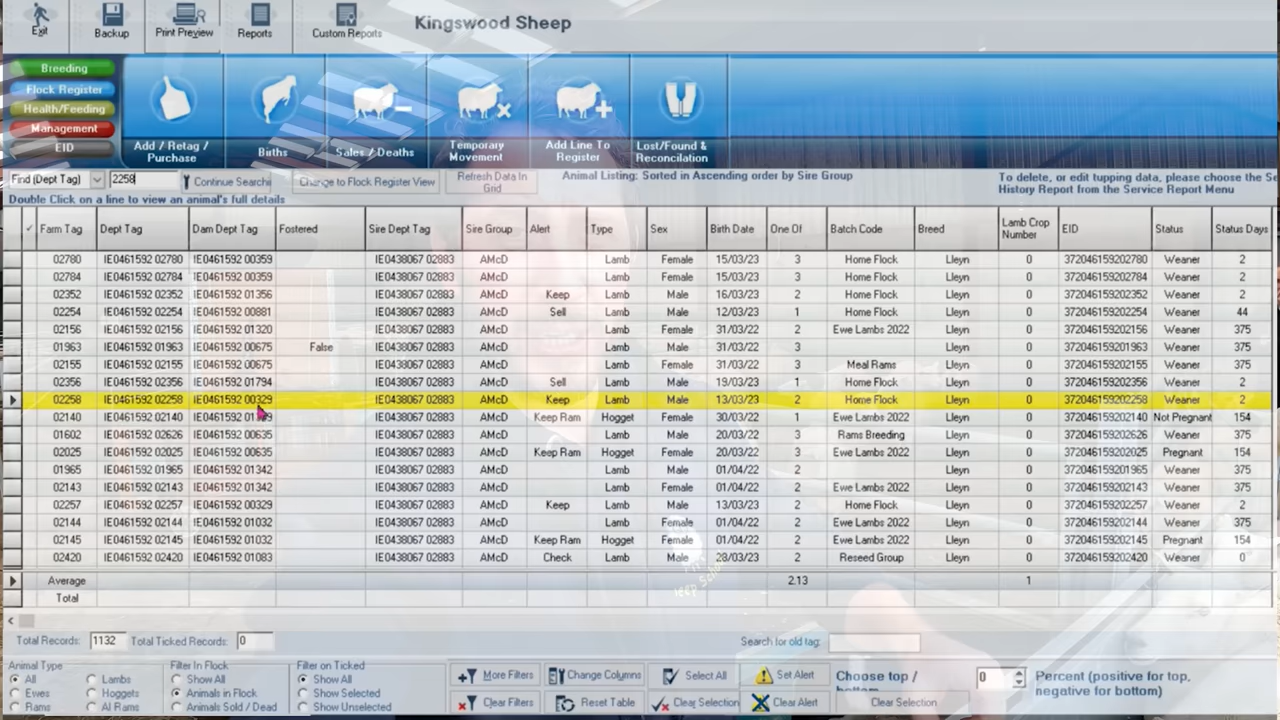 Kingswood Sheep
Exit Backup Print Preview Reports Custom Reports
Breeding
Flock Register
Health/Feeding
Management
EID
Add / Retag / Purchase
Births
Sales / Deaths
Temporary Movement
Add Line To Register
Lost/Found & Reconciliation
Find (Dept Tag) 2258 Continue Searchi Change to Flock Register View Refresh Data In Grid
Animal Listing: Sorted in Ascending order by Sire Group
To delete, or edit tupping data, please choose the Se
History Report from the Service Report Menu
Double Click on a line to view an animal's full details
✓ Farm Tag Dept Tag Dam Dept Tag Fostered Sire Dept Tag Sire Group Alert Type Sex Birth Date One Of Batch Code Breed Lamb Crop Number EID Status Status Days
02780 IE0461592 02780 IE0461592 00359 IE0438067 02883 AMcD Lamb Female 15/03/23 3 Home Flock Lleyn 0 372046159202780 Weaner 2
02784 IE0461592 02784 IE0461592 00359 IE0438067 02883 AMcD Lamb Female 15/03/23 3 Home Flock Lleyn 0 372046159202784 Weaner 2
02352 IE0461592 02352 IE0461592 01356 IE0438067 02883 AMcD Keep Lamb Male 16/03/23 2 Home Flock Lleyn 0 372046159202352 Weaner 2
02254 IE0461592 02254 IE0461592 00881 IE0438067 02883 AMcD Sell Lamb Male 12/03/23 1 Home Flock Lleyn 0 372046159202254 Weaner 44
02156 IE0461592 02156 IE0461592 01320 IE0438067 02883 AMcD Lamb Female 31/03/22 2 Ewe Lambs 2022 Lleyn 0 372046159202156 Weaner 375
01963 IE0461592 01963 IE0461592 00675 False IE0438067 02883 AMcD Lamb Male 31/03/22 3 Lleyn 0 372046159201963 Weaner 375
02155 IE0461592 02155 IE0461592 00675 IE0438067 02883 AMcD Lamb Female 31/03/22 3 Meal Rams Lleyn 0 372046159202155 Weaner 375
02356 IE0461592 02356 IE0461592 01794 IE0438067 02883 AMcD Sell Lamb Male 19/03/23 1 Home Flock Lleyn 0 372046159202356 Weaner 2
02258 IE0461592 02258 IE0461592 00329 IE0438067 02883 AMcD Keep Lamb Male 13/03/23 2 Home Flock Lleyn 0 372046159202258 Weaner 2
02140 IE0461592 02140 IE0461592 IE0438067 02883 AMcD Keep Ram Hogget Female 30/03/22 1 Ewe Lambs 2022 Lleyn 0 372046159202140 Not Pregnant 154
01602 IE0461592 02626 IE0461592 00635 IE0438067 02883 AMcD Lamb Female 20/03/22 3 Rams Breeding Lleyn 0 372046159202626 Weaner 375
02025 IE0461592 02025 IE0461592 00635 IE0438067 02883 AMcD Keep Ram Hogget Female 20/03/22 3 Ewe Lambs 2022 Lleyn 0 372046159202025 Pregnant 154
01965 IE0461592 01965 IE0461592 01342 IE0438067 02883 AMcD Lamb Male 01/04/22 2 Lleyn 0 372046159201965 Weaner 375
02143 IE0461592 02143 IE0461592 01342 IE0438067 02883 AMcD Lamb Female 01/04/22 2 Ewe Lambs 2022 Lleyn 0 372046159202143 Weaner 375
02257 IE0461592 02257 IE0461592 00329 IE0438067 02883 AMcD Keep Lamb Male 13/03/23 2 Home Flock Lleyn 0 372046159202257 Weaner 2
02144 IE0461592 02144 IE0461592 01032 IE0438067 02883 AMcD Lamb Female 01/04/22 2 Ewe Lambs 2022 Lleyn 0 372046159202144 Weaner 375
02145 IE0461592 02145 IE0461592 01032 IE0438067 02883 AMcD Keep Ram Hogget Female 01/04/22 2 Ewe Lambs 2022 Lleyn 0 372046159202145 Pregnant 154
02420 IE0461592 02420 IE0461592 01083 IE0438067 02883 AMcD Check Lamb Male 28/03/23 2 Reseed Group Lleyn 0 372046159202420 Weaner 0
Average 2.13 1
Total
Total Records: 1132 Total Ticked Records: 0 Search for old tag:
Animal Type Filter In Flock Filter on Ticked
All Lambs Show All Show All
Ewes Hoggets Animals in Flock Show Selected
Rams AI Rams Animals Sold / Dead Show Unselected
More Filters Change Columns Select All Set Alert
Clear Filters Reset Table Clear Selection Clear Alert
Choose top / bottom 0 Percent (positive for top, negative for bottom)
Clear Selection